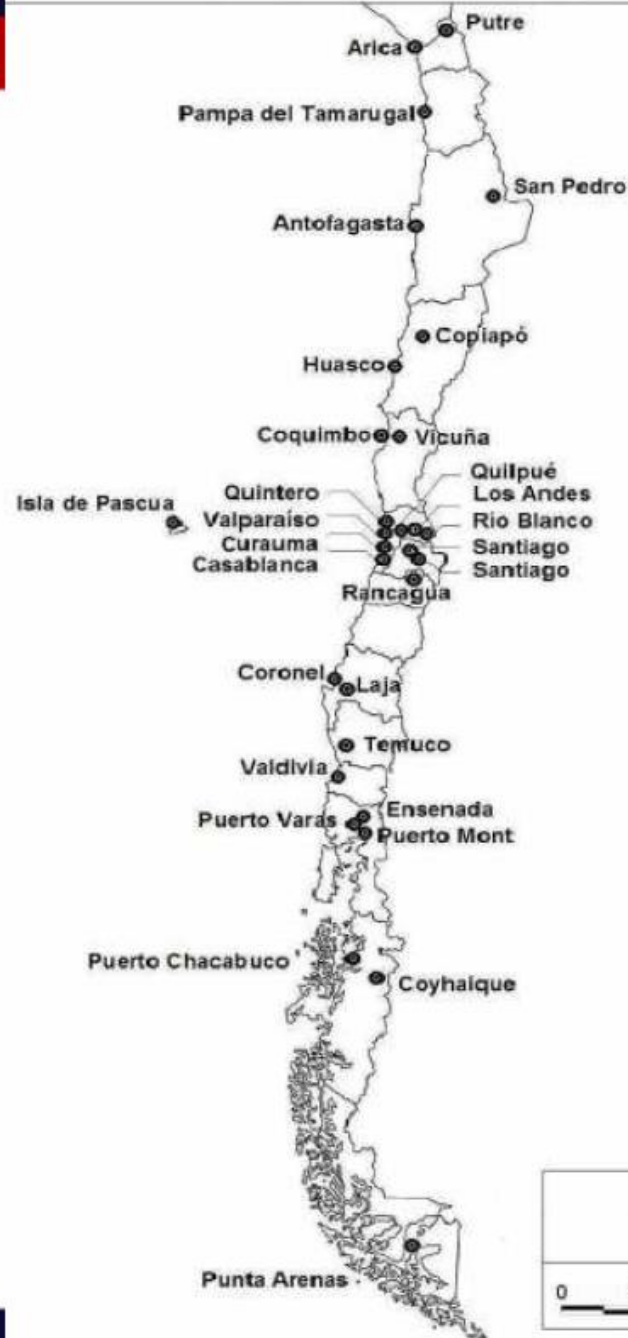 Putre
Arica
Pampa del Tamarugal
San Pedro
Antofagasta
Copiapó
Huasco
Coquimbo
Vicuña
Quilpué
Quintero
Los Andes
Isla de Pascua
Valparaíso
Rio Blanco
Curauma
Santiago
Casablanca
Santiago
Rancagua
Coronel
Laja
Temuco
Valdivia
Ensenada
Puerto Varas
Puerto Mont
Puerto Chacabuco
Coyhaique
Punta Arenas
0